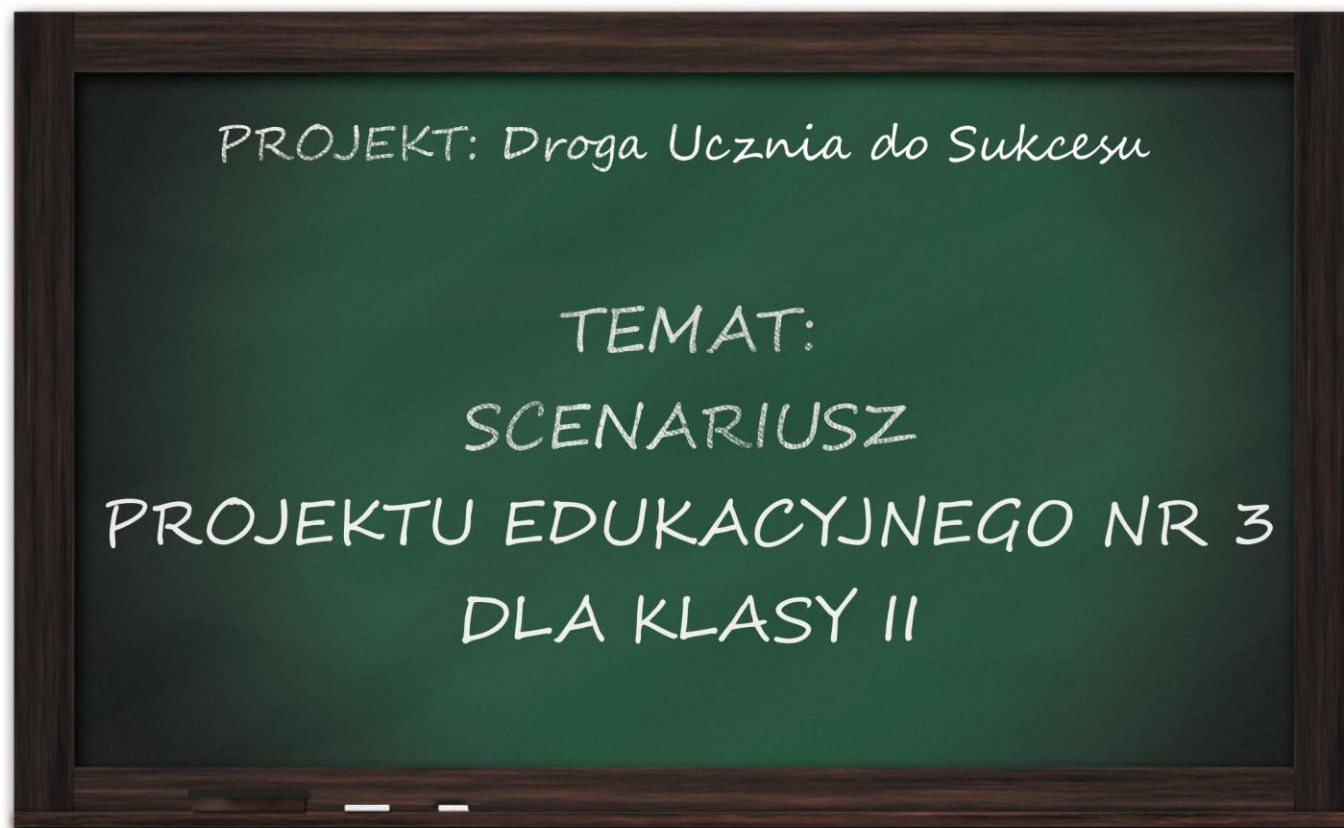 PROJEKT: Droga Ucznia do Sukcesu
TEMAT:
SCENARIUSZ
PROJEKTU EDUKACYJNEGO NR 3
DLA KLASY II